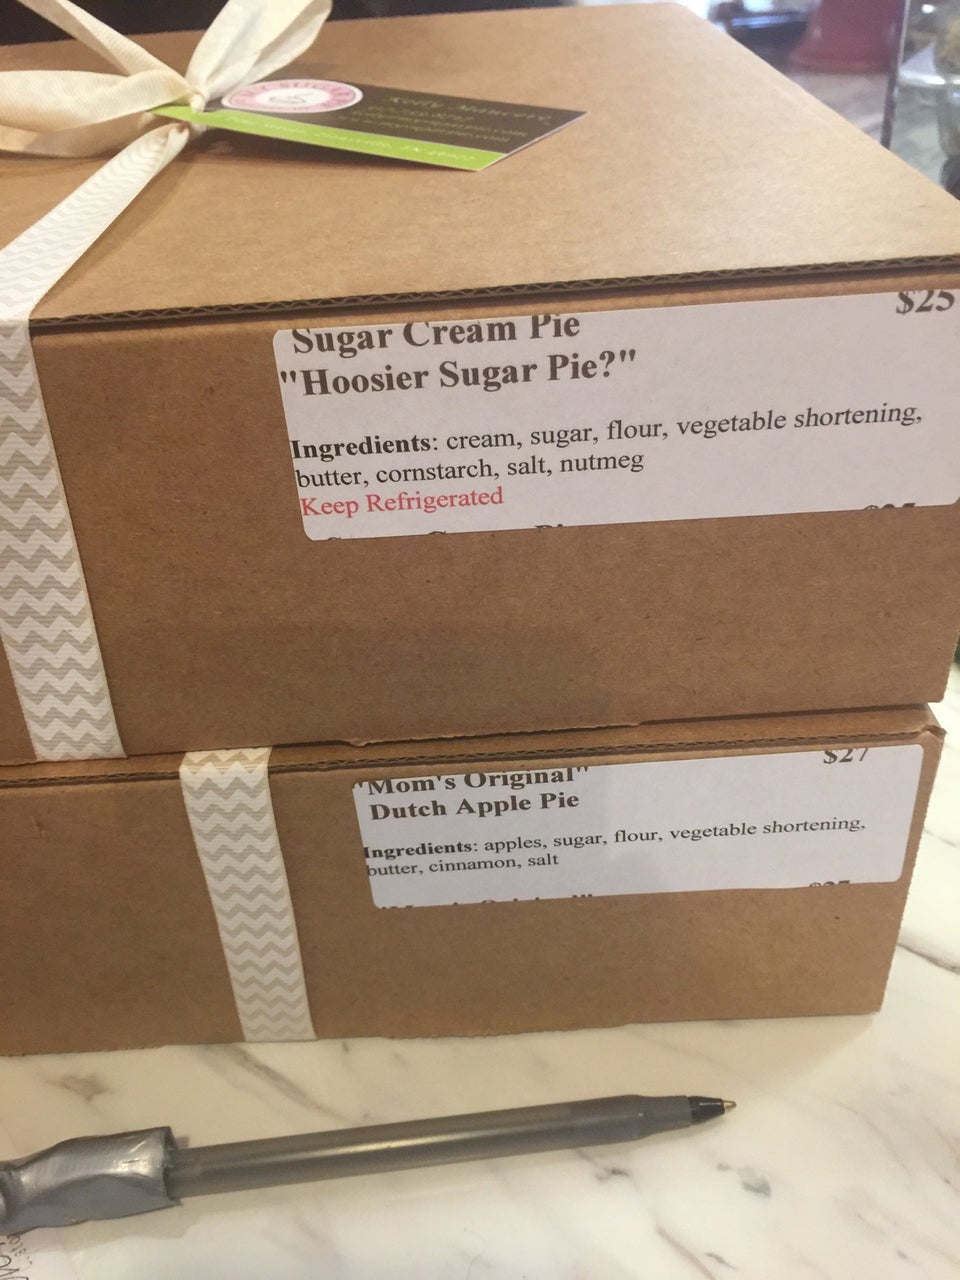 Sugar Cream Pie $25
"Hoosier Sugar Pie?"
Ingredients: cream, sugar, flour, vegetable shortening,
butter, cornstarch, salt, nutmeg
Keep Refrigerated
"Mom's Original" $27
Dutch Apple Pie
Ingredients: apples, sugar, flour, vegetable shortening,
butter, cinnamon, salt